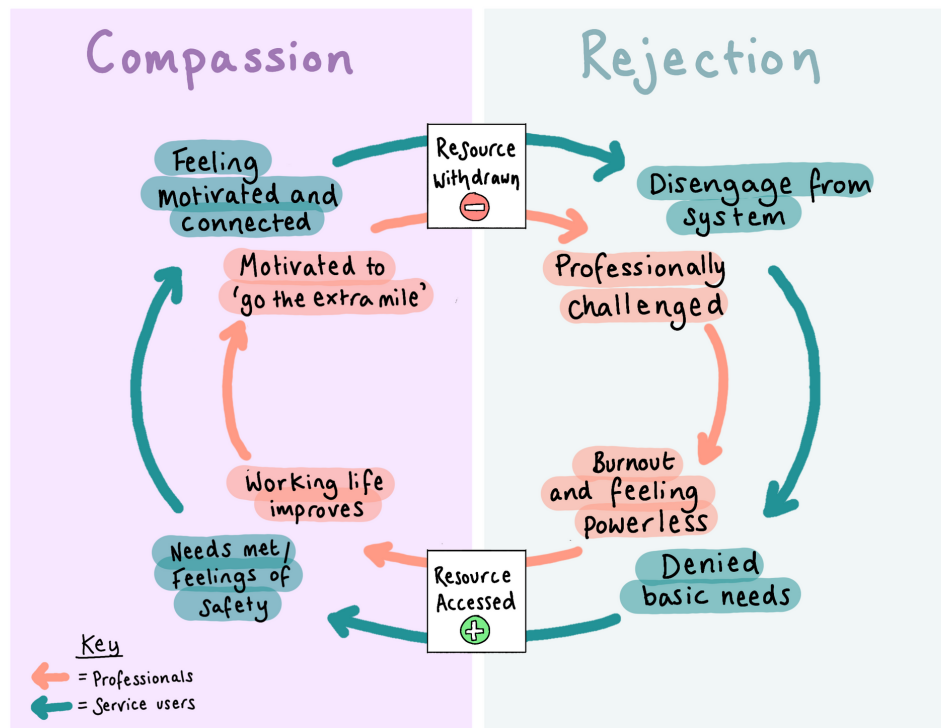 Compassion
Rejection
Feeling
motivated and
connected
Resource
Withdrawn
Disengage from
system
Motivated to
'go the extra mile'
Professionally
challenged
Working life
improves
Burnout
and feeling
powerless
Needs met/
Feelings of
safety
Resource
Accessed
Denied
basic needs
Key
= Professionals
= Service users